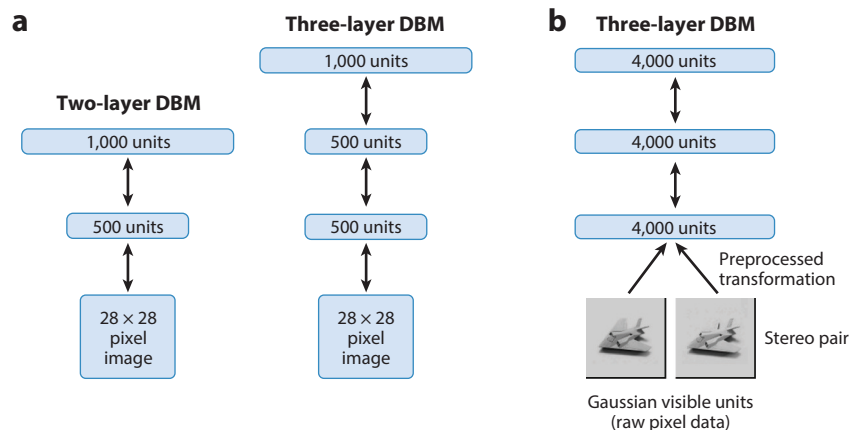 a
Two-layer DBM
1,000 units
500 units
28 × 28
pixel
image
Three-layer DBM
1,000 units
500 units
500 units
28 × 28
pixel
image
b
Three-layer DBM
4,000 units
4,000 units
4,000 units
Preprocessed
transformation
Stereo pair
Gaussian visible units
(raw pixel data)